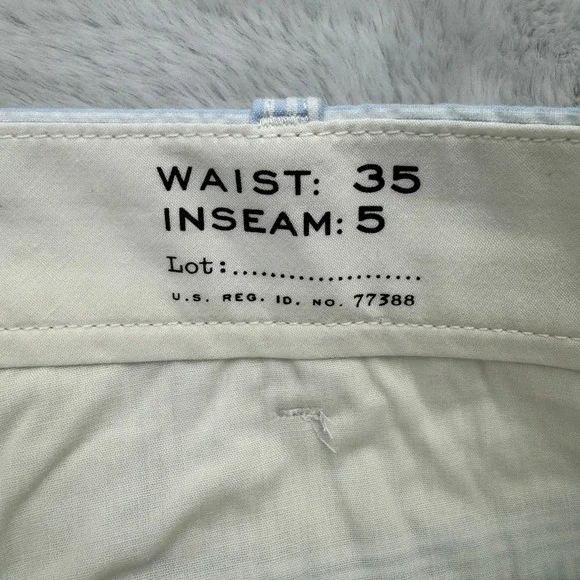 WAIST: 35
INSEAM: 5
Lot:....................
U.S. REG. ID. NO. 77388